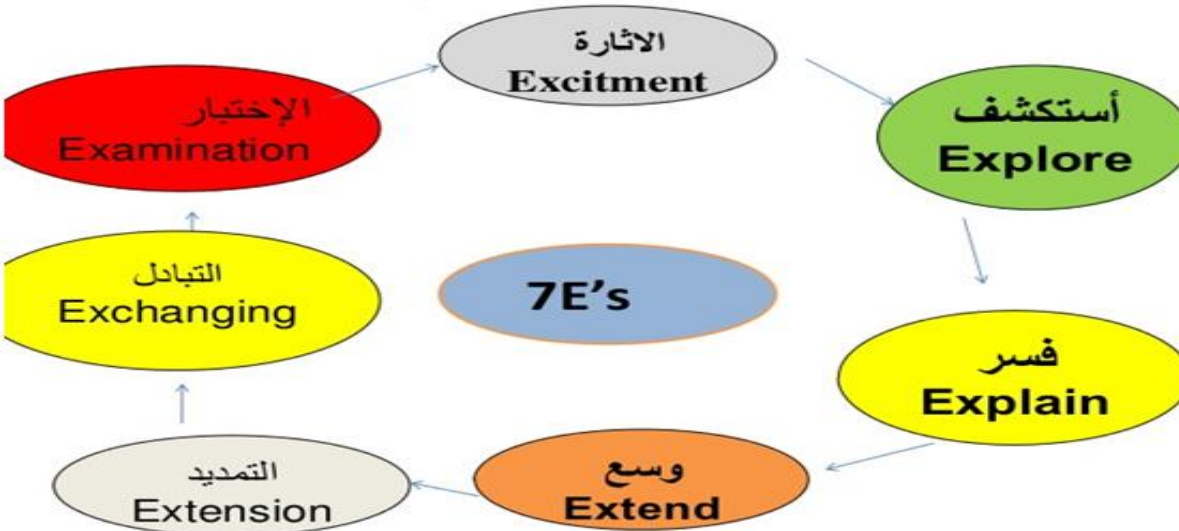 الاثارة
Excitment
أستكشف
Explore
فسر
Explain
وسع
Extend
التمديد
Extension
التبادل
Exchanging
الإختبار
Examination
7E’s